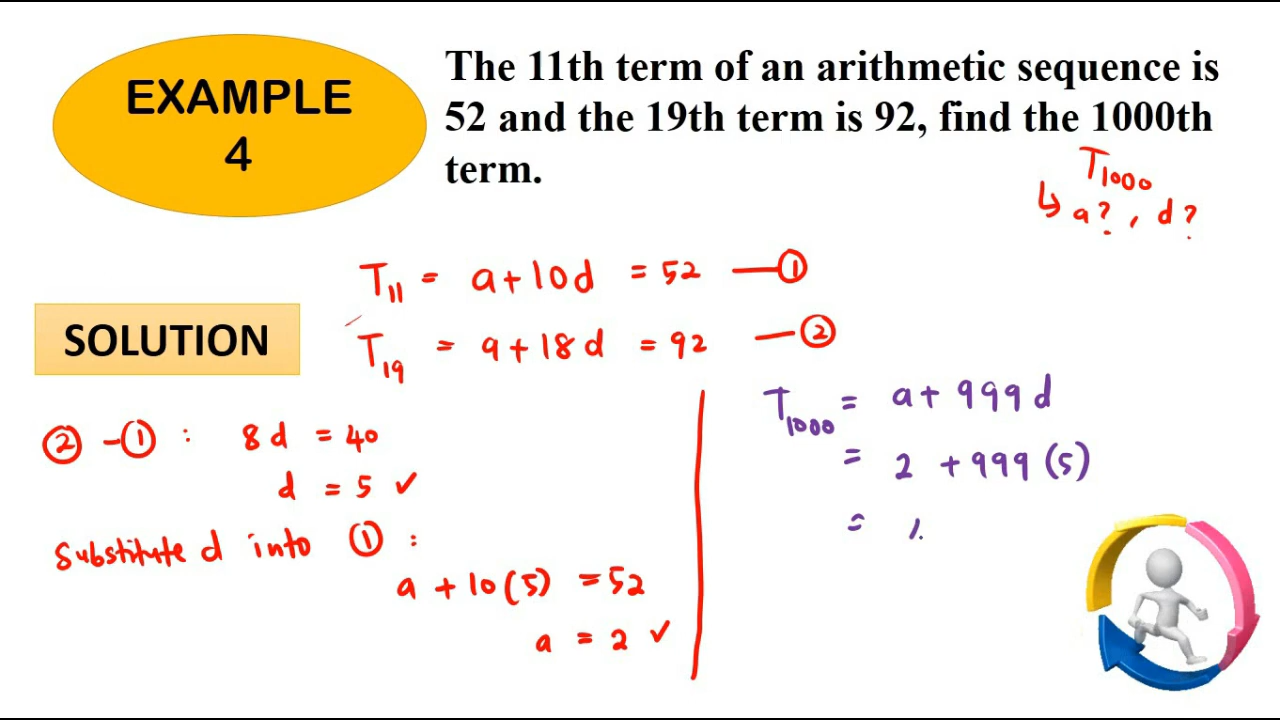 EXAMPLE
4
The 11th term of an arithmetic sequence is
52 and the 19th term is 92, find the 1000th
term.
T₁₀₀₀
↳ a? , d?
SOLUTION
T₁₁ = a + 10d = 52 — ①
T₁₉ = a + 18d = 92 — ②
② - ① : 8d = 40
d = 5 ✓
Substitute d into ① :
a + 10(5) = 52
a = 2 ✓
T₁₀₀₀ = a + 999d
= 2 + 999(5)
=